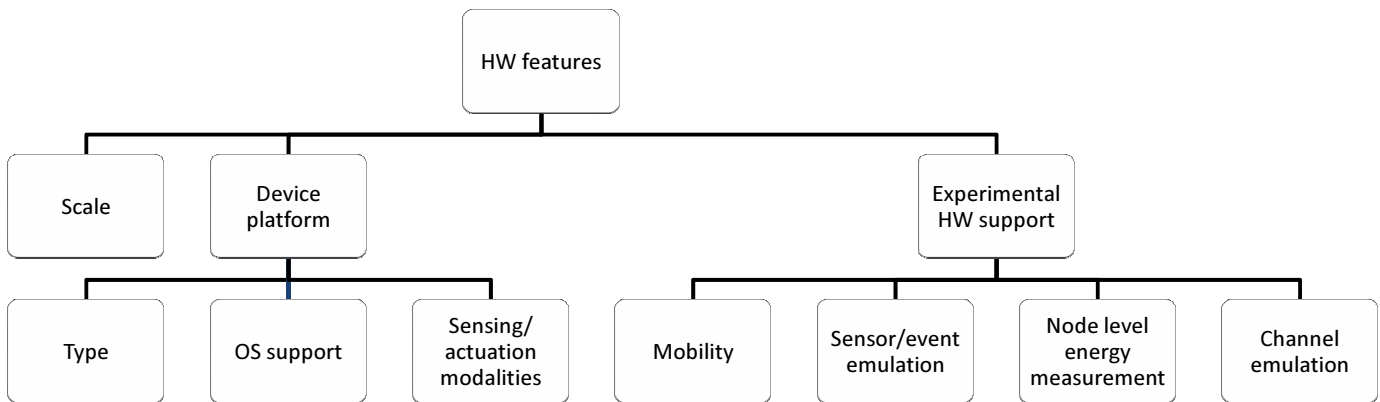 HW features
Scale
Device
platform
Experimental
HW support
Type
OS support
Sensing/
actuation
modalities
Mobility
Sensor/event
emulation
Node level
energy
measurement
Channel
emulation